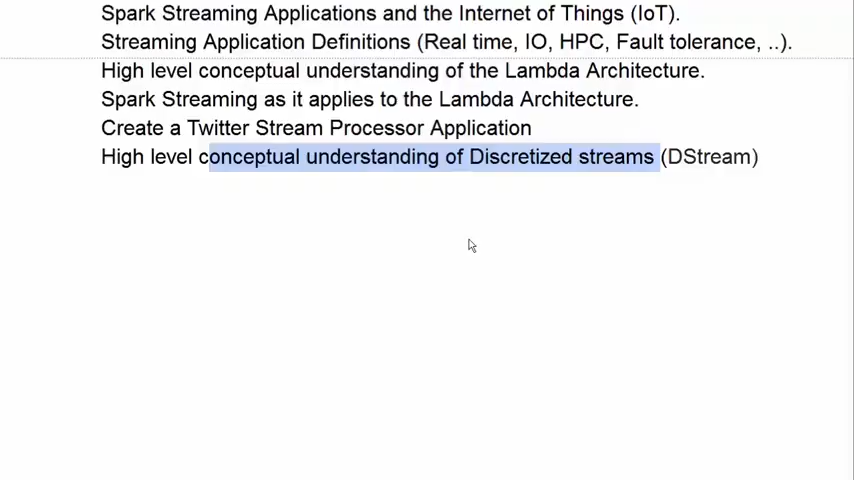 Spark Streaming Applications and the Internet of Things (IoT).
Streaming Application Definitions (Real time, IO, HPC, Fault tolerance, ..).
High level conceptual understanding of the Lambda Architecture.
Spark Streaming as it applies to the Lambda Architecture.
Create a Twitter Stream Processor Application
High level conceptual understanding of Discretized streams (DStream)